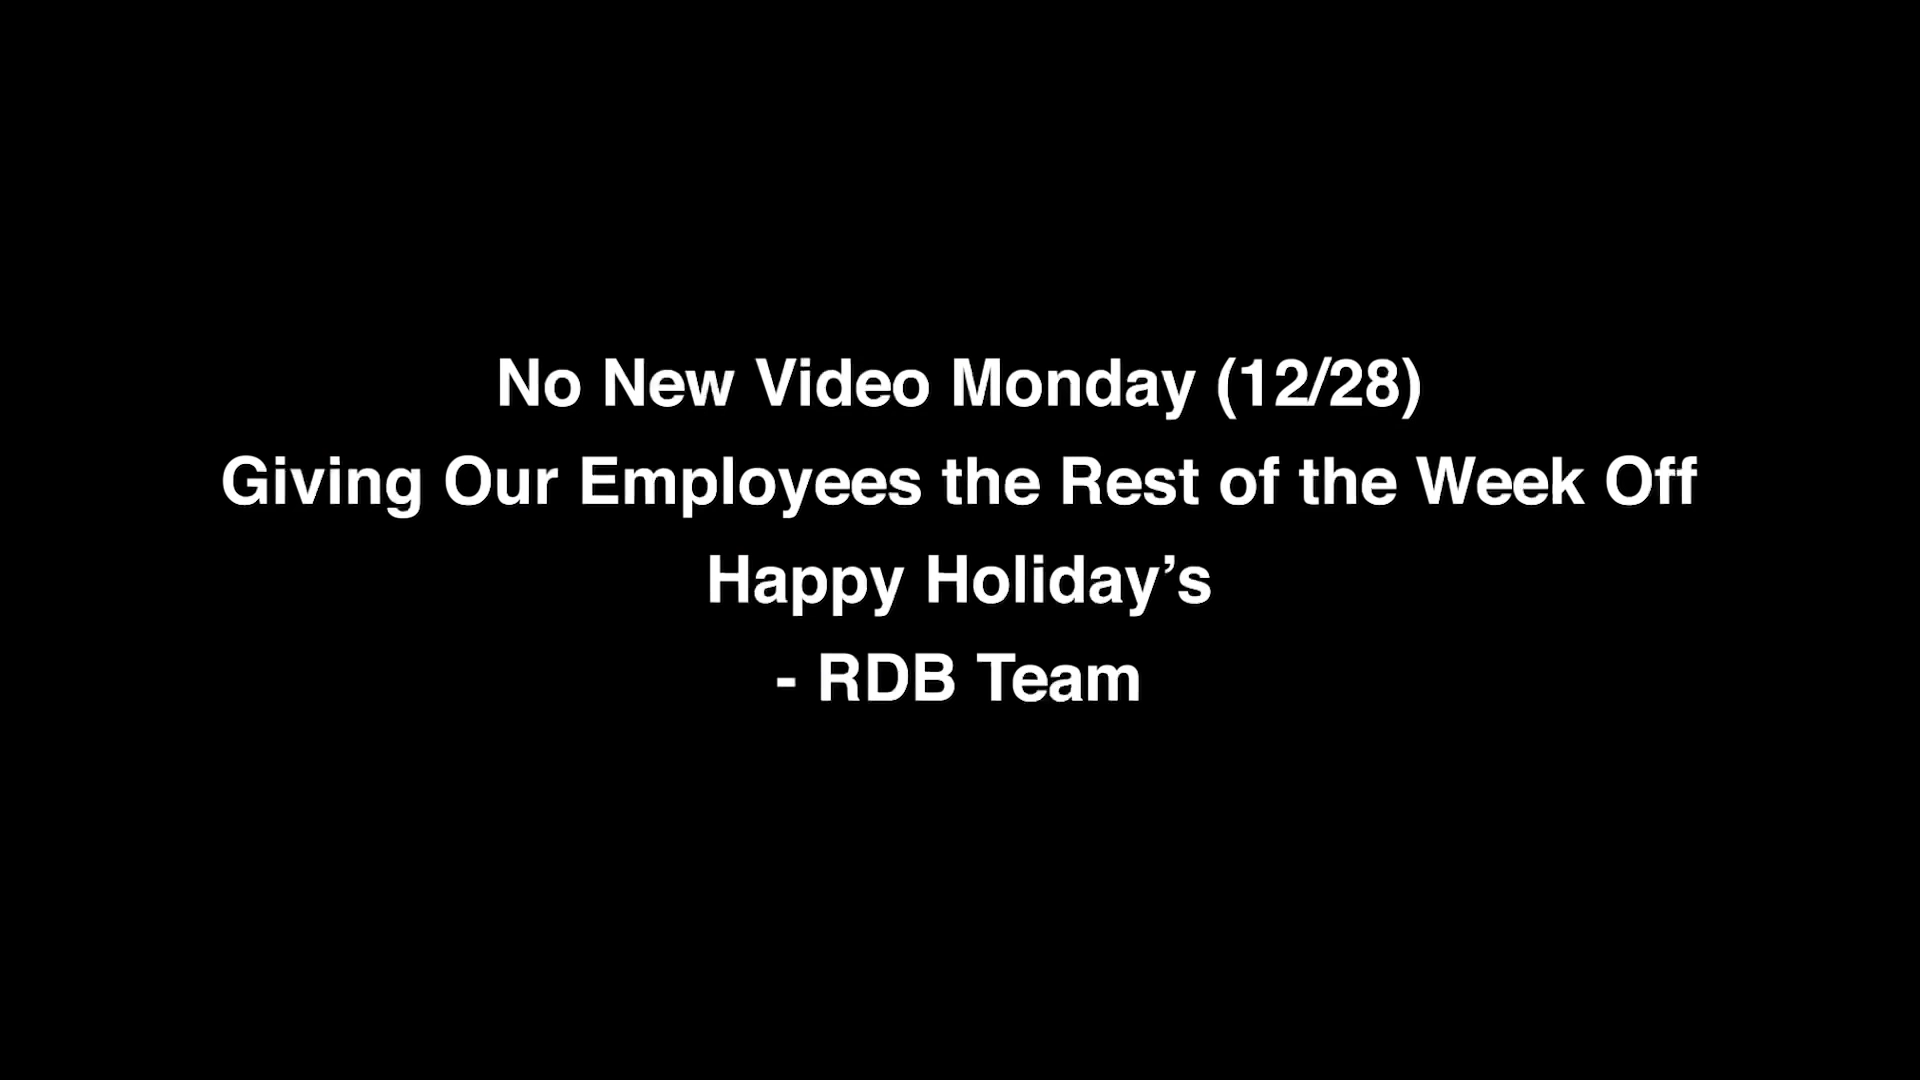 No New Video Monday (12/28)
Giving Our Employees the Rest of the Week Off
Happy Holiday’s
- RDB Team